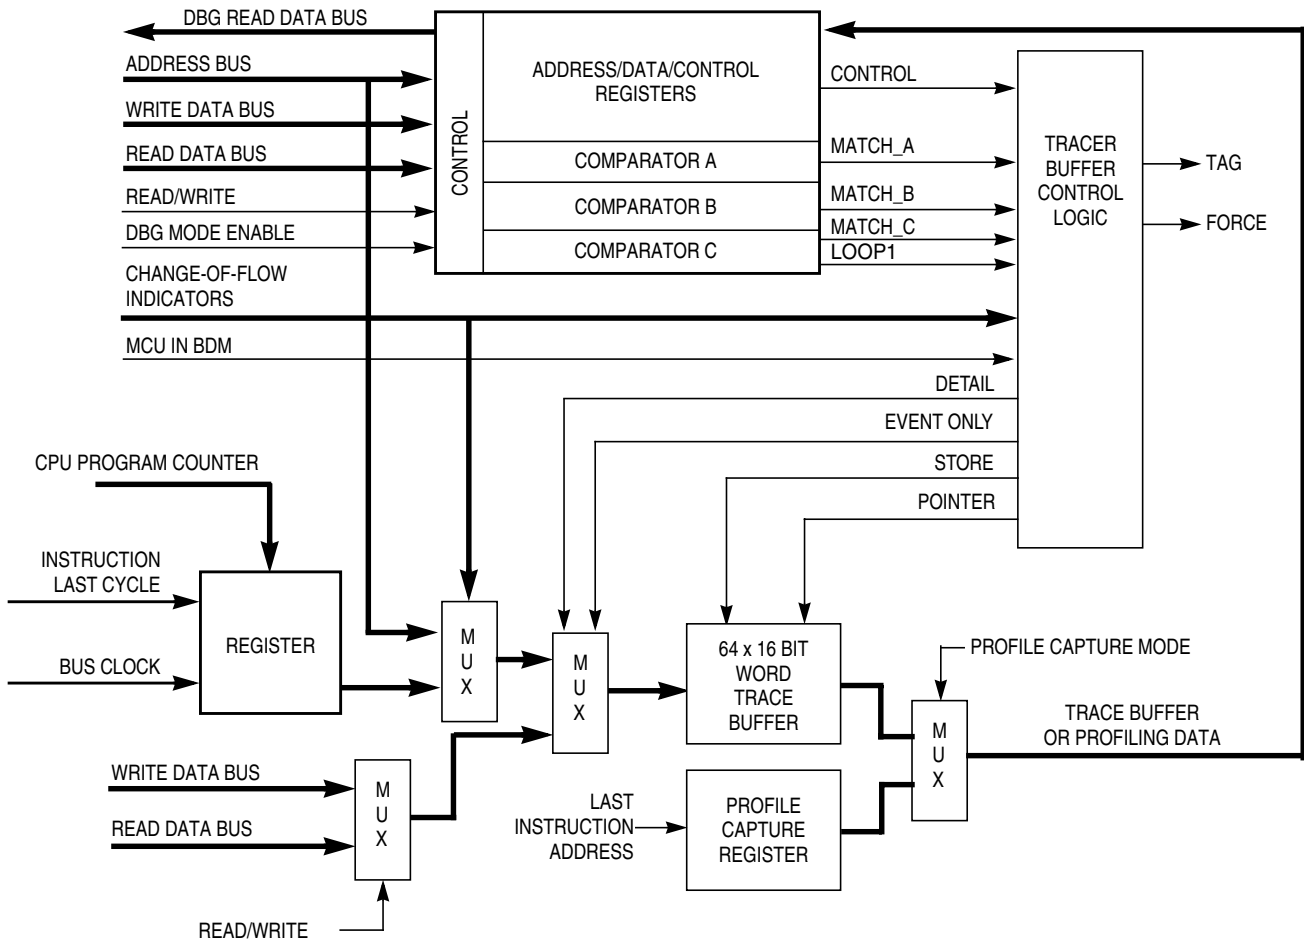 DBG READ DATA BUS
ADDRESS BUS
WRITE DATA BUS
READ DATA BUS
READ/WRITE
DBG MODE ENABLE
CHANGE-OF-FLOW
INDICATORS
MCU IN BDM
CONTROL
ADDRESS/DATA/CONTROL
REGISTERS
COMPARATOR A
COMPARATOR B
COMPARATOR C
CONTROL
MATCH_A
MATCH_B
MATCH_C
LOOP1
TRACER
BUFFER
CONTROL
LOGIC
TAG
FORCE
DETAIL
EVENT ONLY
STORE
POINTER
CPU PROGRAM COUNTER
INSTRUCTION
LAST CYCLE
BUS CLOCK
REGISTER
M
U
X
M
U
X
64 x 16 BIT
WORD
TRACE
BUFFER
PROFILE CAPTURE MODE
M
U
X
TRACE BUFFER
OR PROFILING DATA
WRITE DATA BUS
READ DATA BUS
M
U
X
READ/WRITE
LAST
INSTRUCTION
ADDRESS
PROFILE
CAPTURE
REGISTER